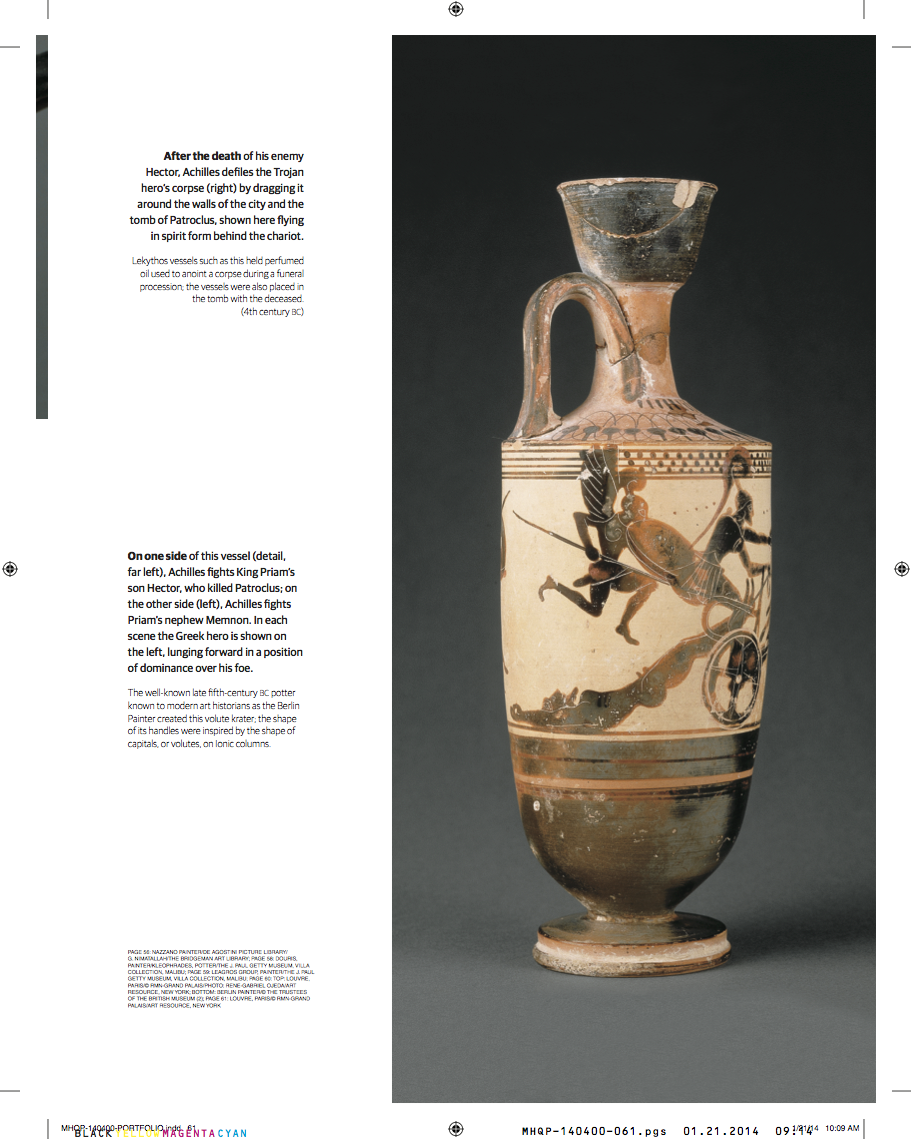 After the death of his enemy
Hector, Achilles defiles the Trojan
hero's corpse (right) by dragging it
around the walls of the city and the
tomb of Patroclus, shown here flying
in spirit form behind the chariot.
Lekythos vessels such as this held perfumed
oil used to anoint a corpse during a funeral
procession; the vessels were also placed in
the tomb with the deceased.
(4th century BC)
On one side of this vessel (detail,
far left), Achilles fights King Priam's
son Hector, who killed Patroclus; on
the other side (left), Achilles fights
Priam's nephew Memnon. In each
scene the Greek hero is shown on
the left, lunging forward in a position
of dominance over his foe.
The well-known late fifth-century BC potter
known to modern art historians as the Berlin
Painter created this volute krater; the shape
of its handles were inspired by the shape of
capitals, or volutes, on Ionic columns.
PAGE 56: NAZZANO PAINTER/DE AGOSTINI PICTURE LIBRARY/
G. NIMATALLAH/THE BRIDGEMAN ART LIBRARY; PAGE 58: DOURIS,
PAINTER/KLEOPHRADES, POTTER/THE J. PAUL GETTY MUSEUM, VILLA
COLLECTION, MALIBU; PAGE 59: LEAGROS GROUP, PAINTER/THE J. PAUL
GETTY MUSEUM, VILLA COLLECTION, MALIBU; PAGE 60: TOP: LOUVRE,
PARIS/© RMN-GRAND PALAIS/PHOTO: RENE-GABRIEL OJEDA/ART
RESOURCE, NEW YORK; BOTTOM: BERLIN PAINTER/© THE TRUSTEES
OF THE BRITISH MUSEUM (2); PAGE 61: LOUVRE, PARIS/© RMN-GRAND
PALAIS/ART RESOURCE, NEW YORK
MHQP-140400-PORTFOLIO.indd 61
BLACK YELLOW MAGENTA CYAN
MHQP-140400-061.pgs 01.21.2014 09:14
10:09 AM